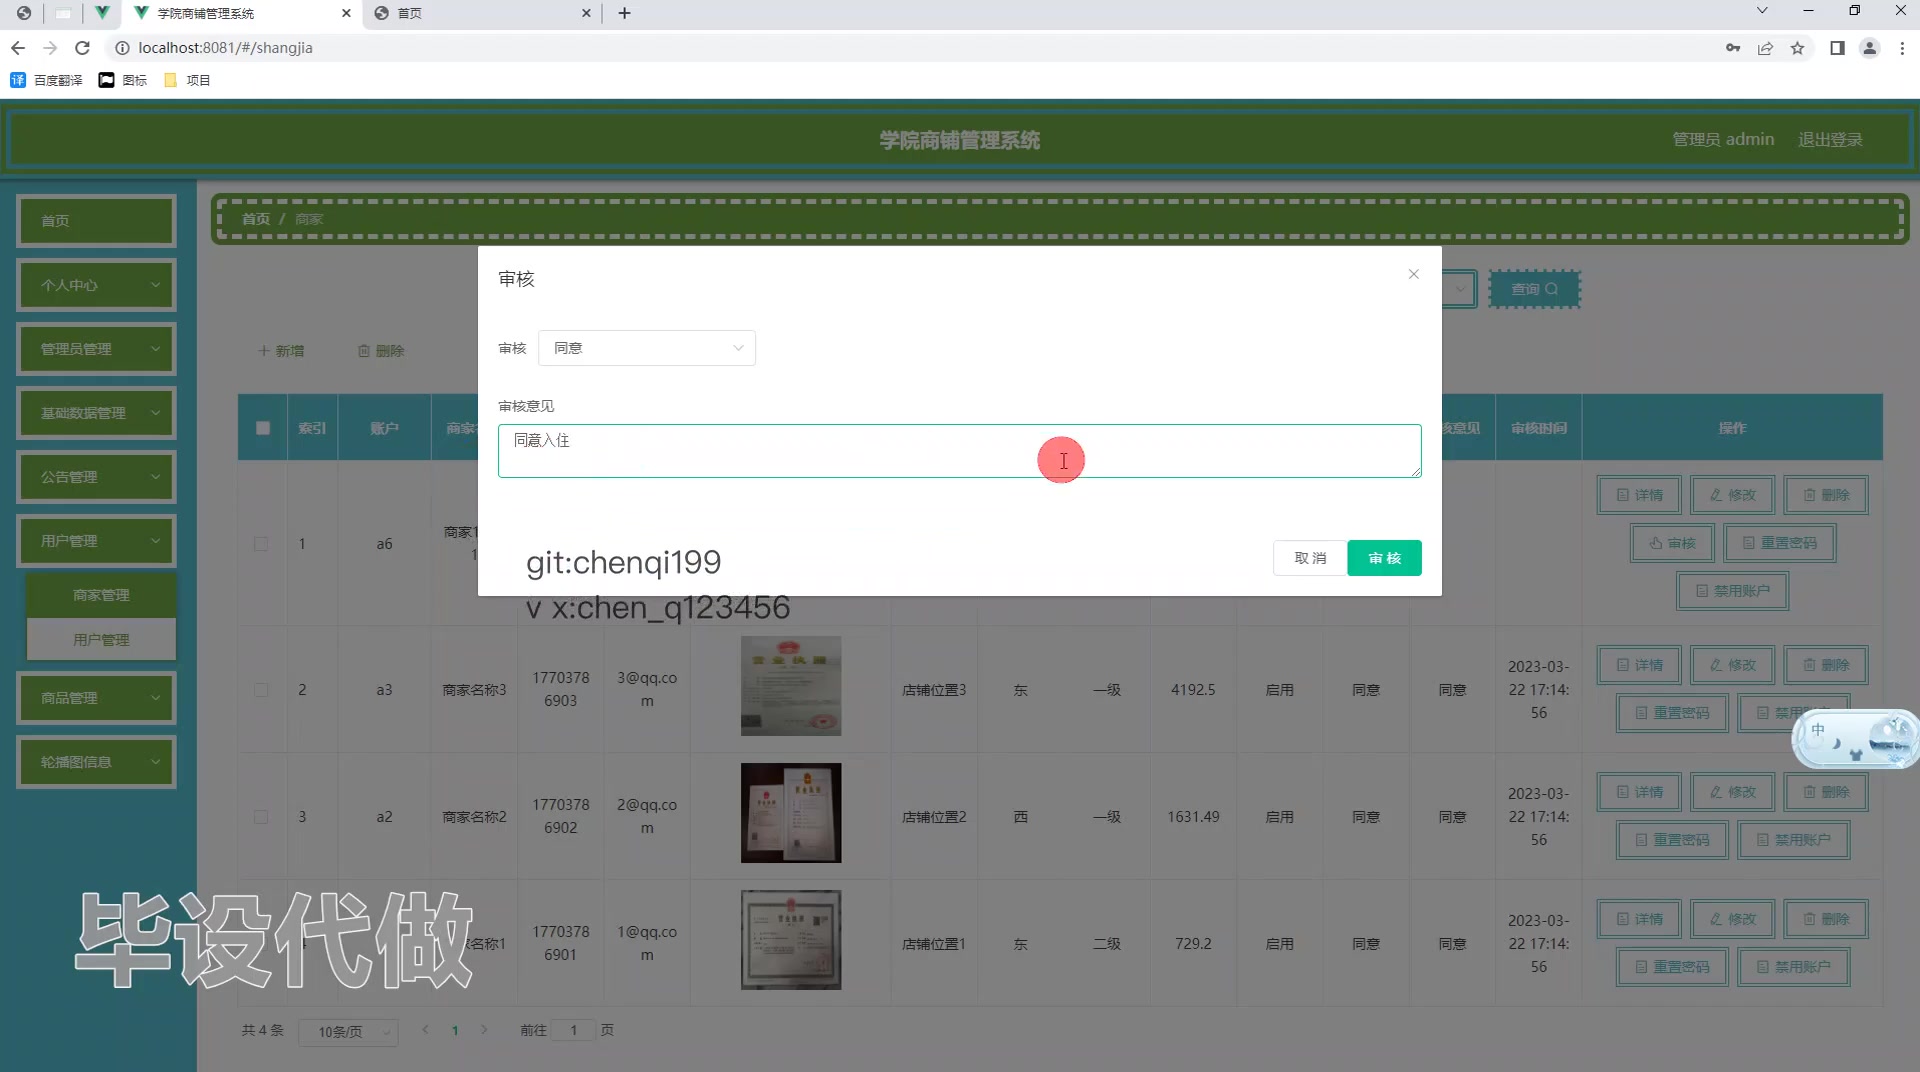 学院商铺管理系统
首页
localhost:8081/#/shangjia
百度翻译
图标
项目
学院商铺管理系统
管理员 admin
退出登录
首页
个人中心
管理员管理
基础数据管理
公告管理
用户管理
商家管理
用户管理
商品管理
轮播图信息
首页 / 商家
查询
新增
删除
审核
审核 同意
审核意见
同意入住
取 消
审 核
git:chenqi199
v x:chen_q123456
索引 账户 审核时间 操作
1 a6
详情 修改 删除
审核 重置密码
禁用账户
2 a3 商家名称3 1770378
6903 3@qq.co
m 店铺位置3 东 一级 4192.5 启用 同意 同意 2023-03-
22 17:14:
56
详情 修改 删除
重置密码
3 a2 商家名称2 1770378
6902 2@qq.co
m 店铺位置2 西 一级 1631.49 启用 同意 同意 2023-03-
22 17:14:
56
详情 修改 删除
重置密码 禁用账户
1770378
6901 1@qq.co
m 店铺位置1 东 二级 729.2 启用 同意 同意 2023-03-
22 17:14:
56
详情 修改 删除
重置密码 禁用账户
中
毕设代做
共 4 条 10条/页 1 前往 1 页